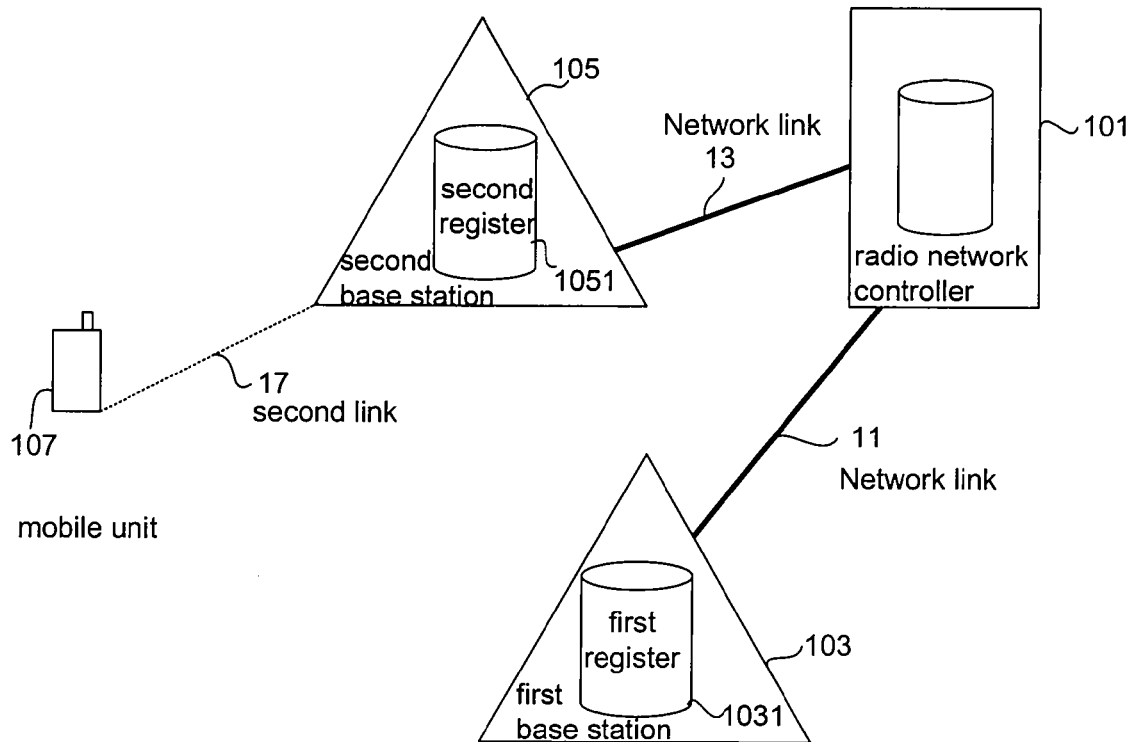 105
Network link
13
101
second
register
1051
second
base station
radio network
controller
17
second link
107
11
Network link
mobile unit
first
register
103
1031
first
base station